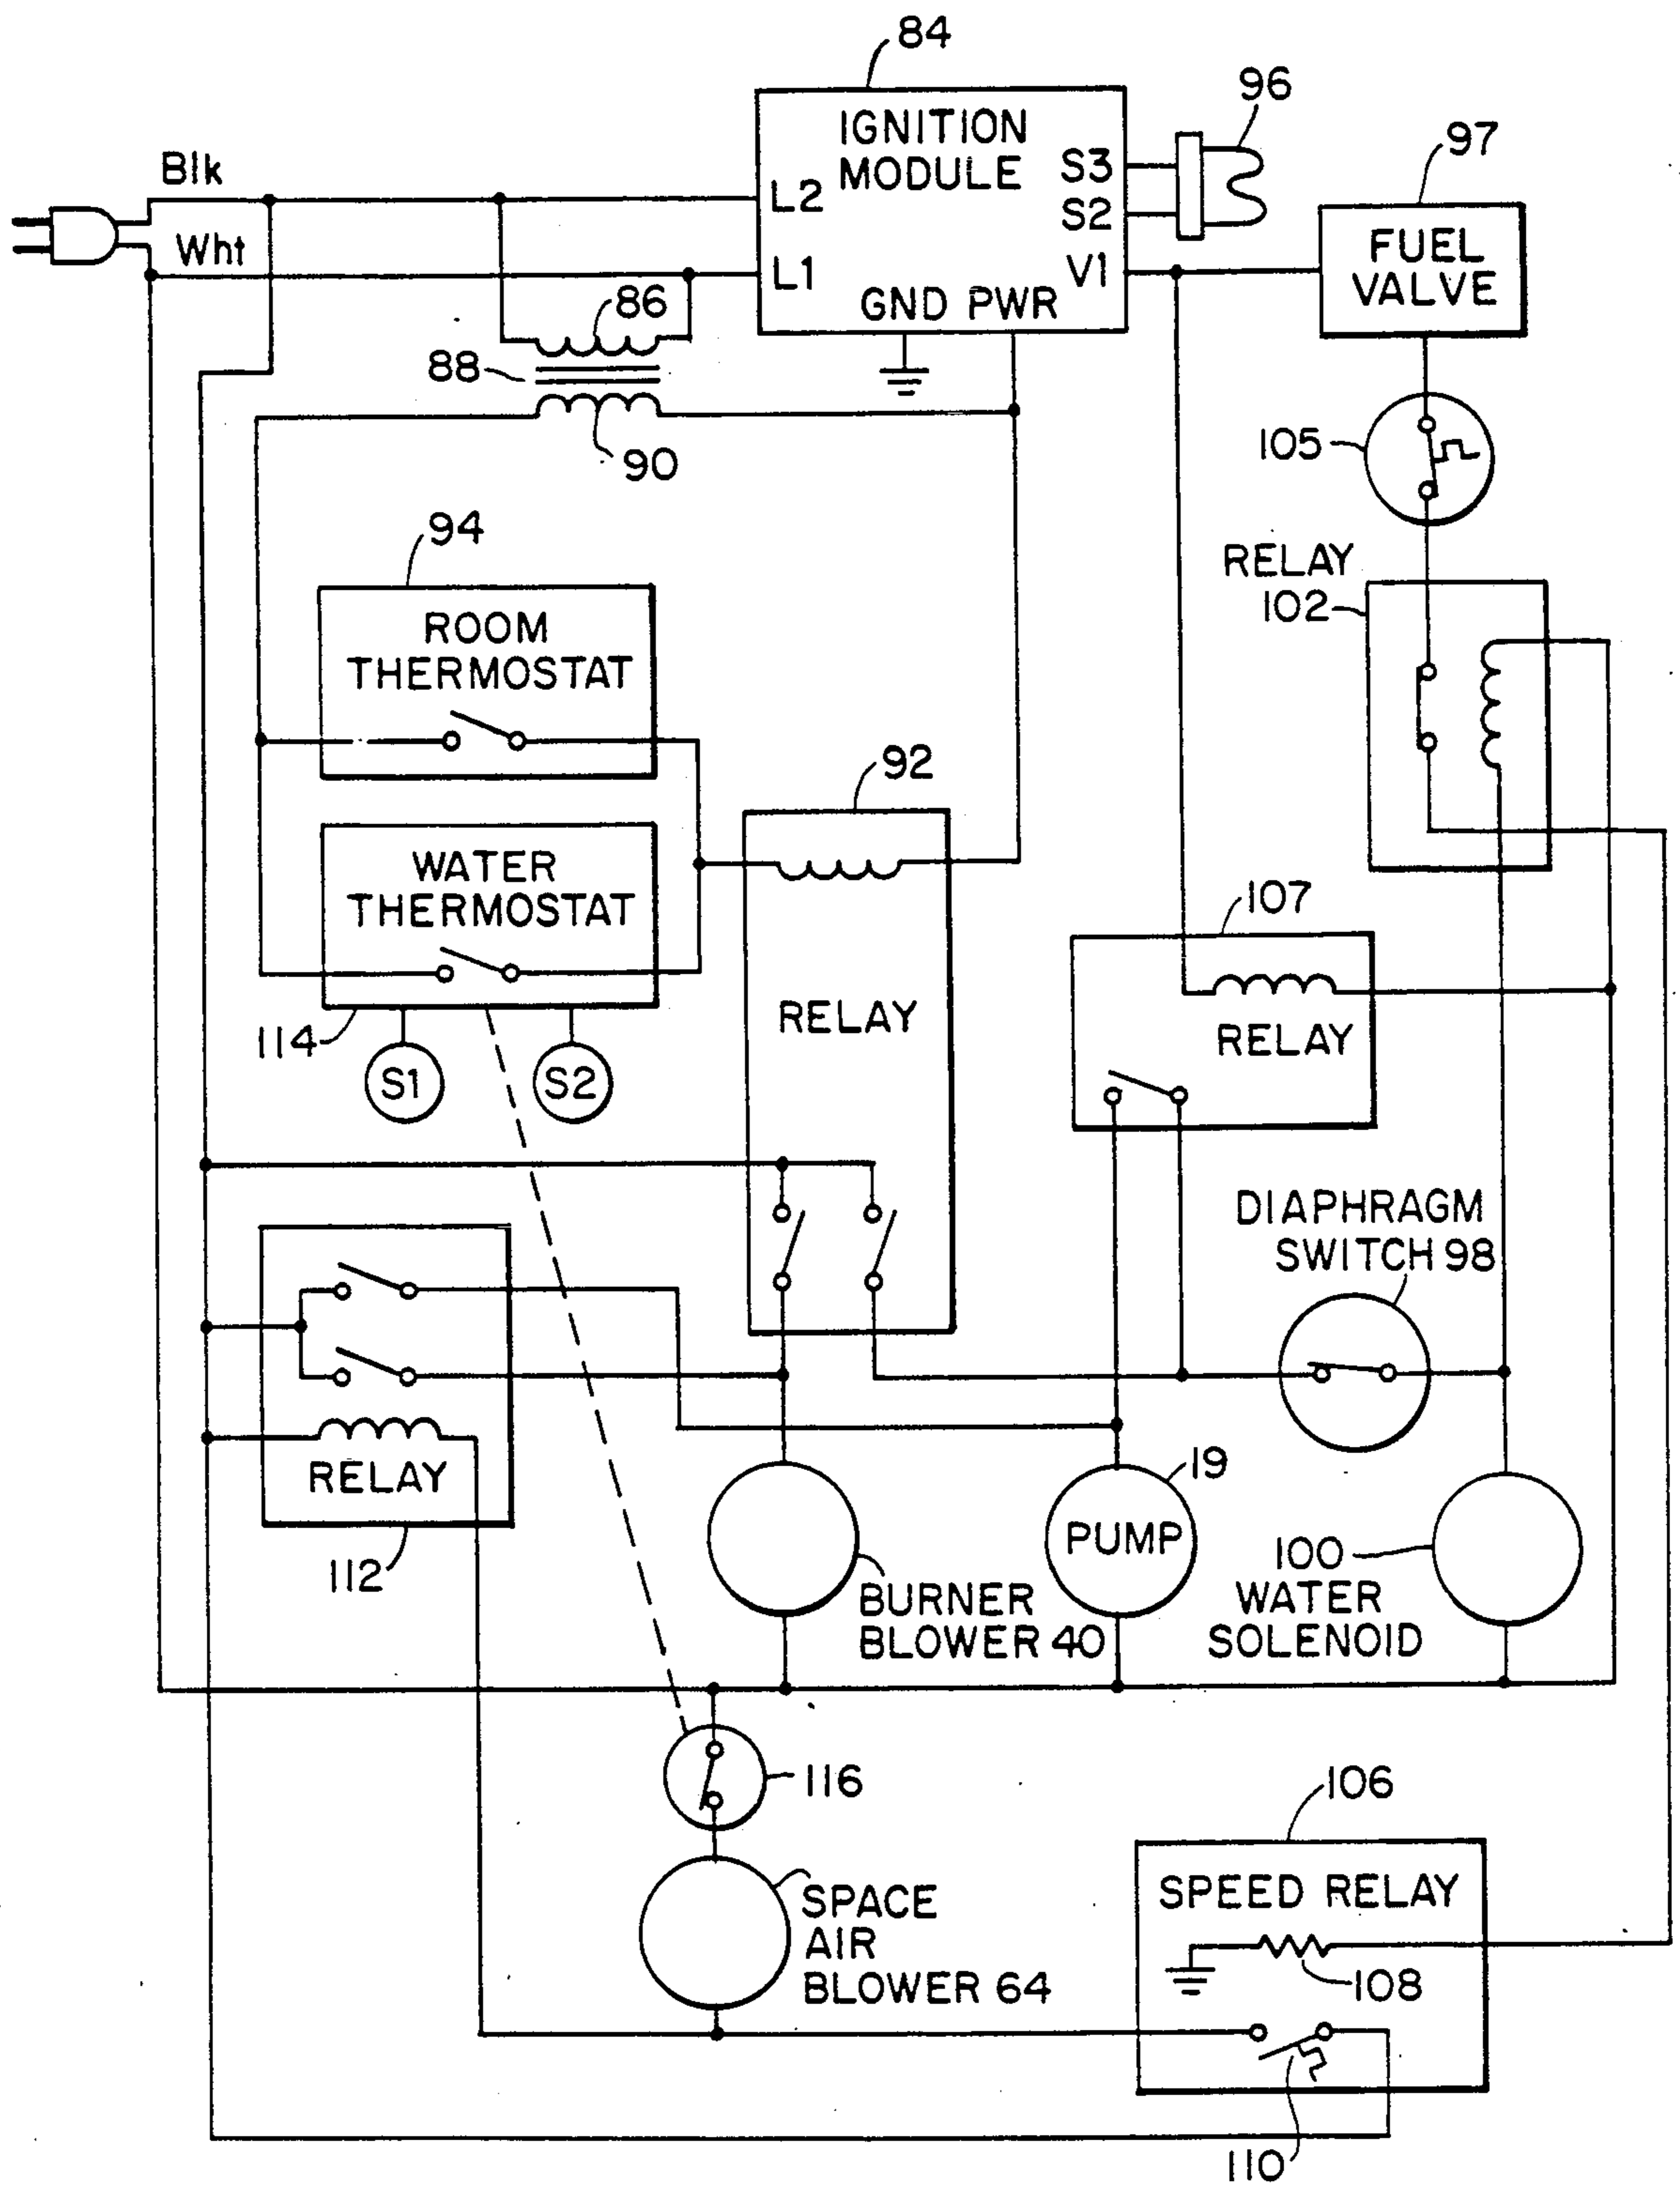 84
IGNITION
MODULE
96
97
Blk
L2
S3
S2
FUEL
VALVE
Wht
L1
V1
GND PWR
86
88
90
105
94
ROOM
THERMOSTAT
RELAY
102
92
WATER
THERMOSTAT
107
RELAY
RELAY
114
S1
S2
DIAPHRAGM
SWITCH 98
RELAY
112
19
PUMP
BURNER
BLOWER 40
100
WATER
SOLENOID
116
106
SPEED RELAY
SPACE
AIR
BLOWER 64
108
110